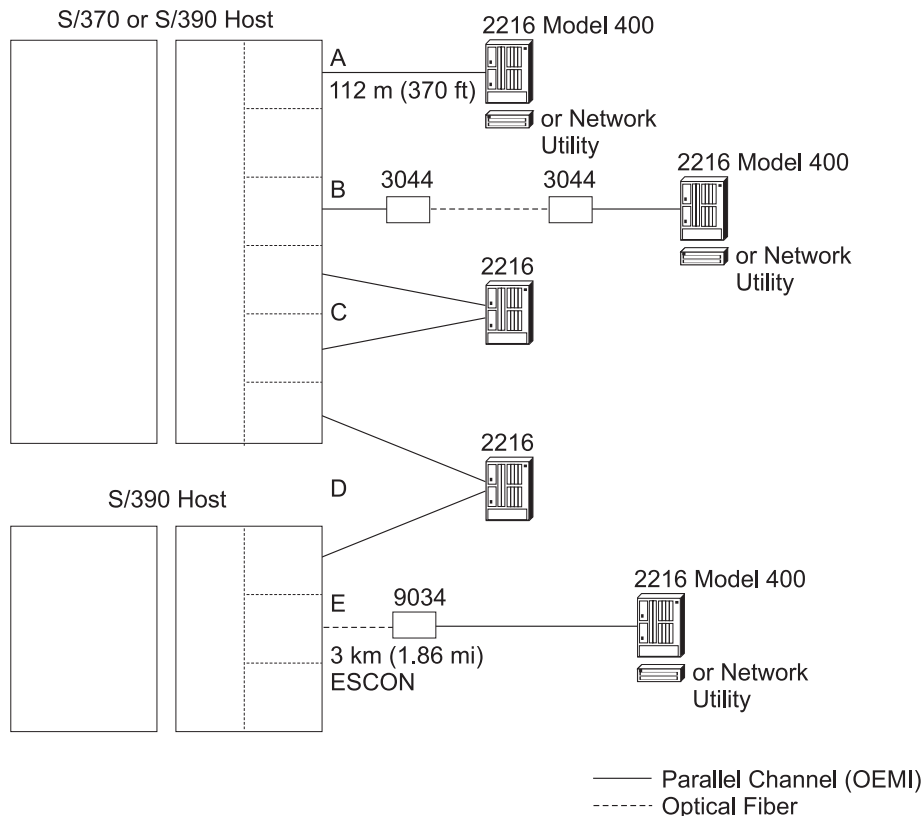 S/370 or S/390 Host
2216 Model 400
A
112 m (370 ft)
or Network
Utility
2216 Model 400
B
3044
3044
or Network
Utility
2216
C
2216
D
S/390 Host
2216 Model 400
E
9034
3 km (1.86 mi)
ESCON
or Network
Utility
Parallel Channel (OEMI)
Optical Fiber